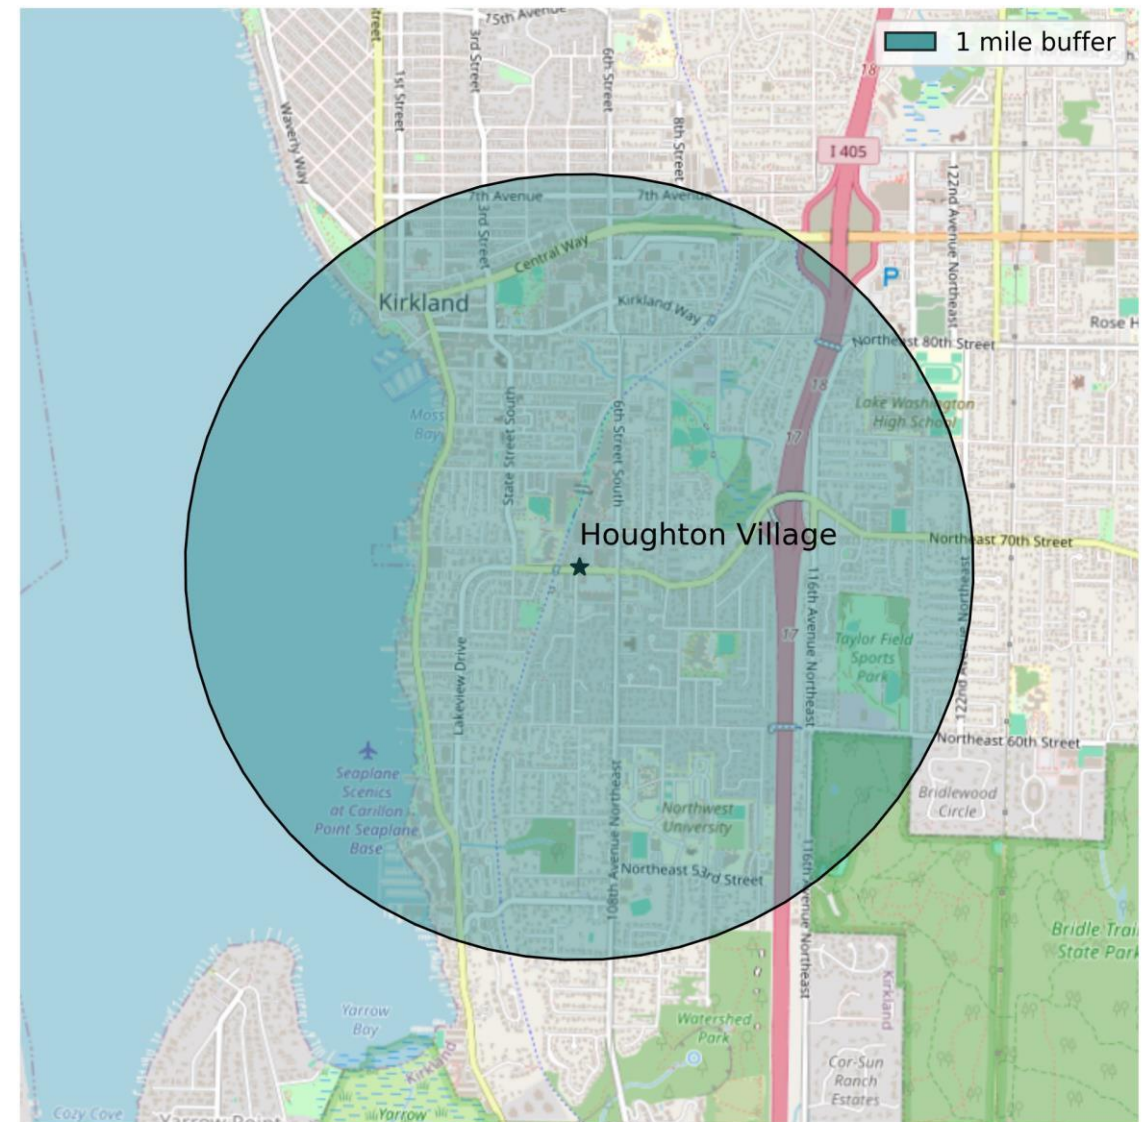 15th Avenue
1 mile buffer
Street
1st Street
3rd Street
6th Street
8th Street
Waverly Way
18
I 405
122nd Avenue Northeast
7th Avenue
7th Avenue
3rd Street
Central Way
P
Kirkland
Kirkland Way
Rose H
Northeast 80th Street
18
Moss
Bay
State Street South
6th Street South
17
Lake Washington
High School
Houghton Village
Northeast 70th Street
116th Avenue Northeast
122nd Avenue Northeast
17
Taylor Field
Sports
Park
Lakeview Drive
Northeast 60th Street
Seaplane
Scenics
at Carillon
Point Seaplane
Base
108th Avenue Northeast
Northwest
University
Bridlewood
Circle
Northeast 53rd Street
116th Avenue Northeast
Bridle Trai
State Park
Kirkland
Yarrow
Bay
Watershed
Park
Kirkland
Cor-Sun
Ranch
Estates
Cozy Cove
Yarrow Point
Yarrow